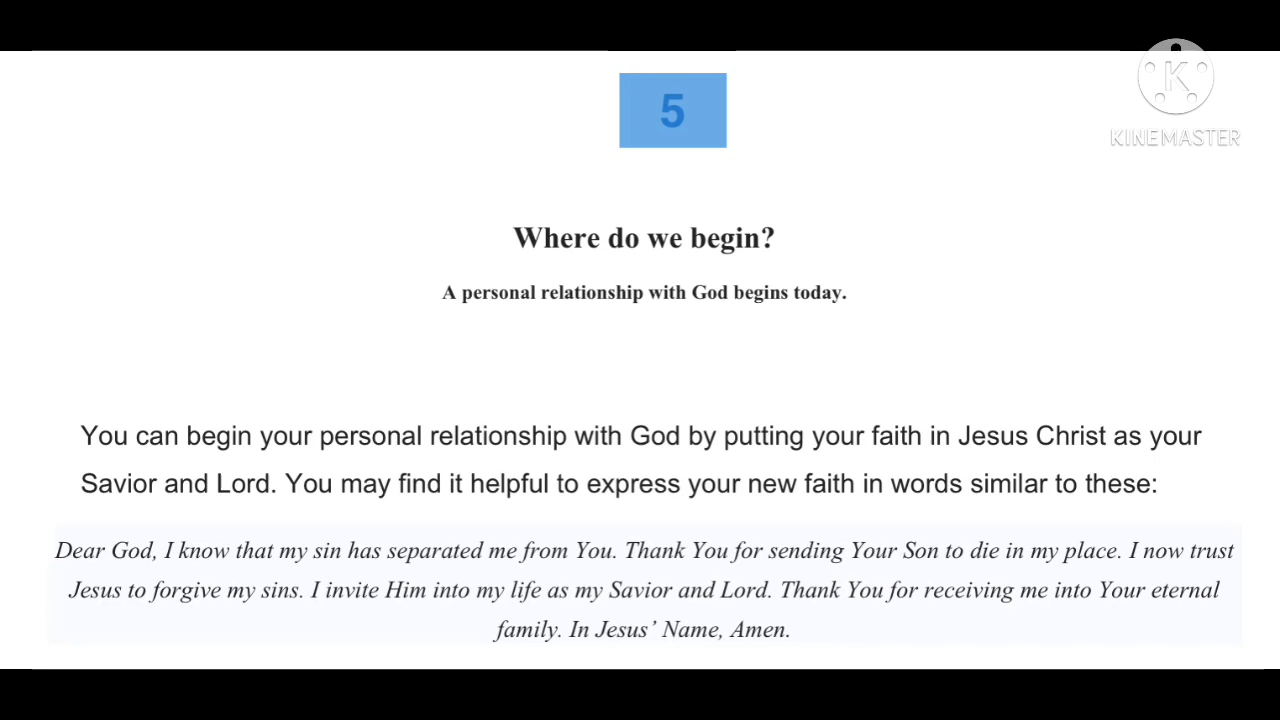 5
K
KINEMASTER
Where do we begin?
A personal relationship with God begins today.
You can begin your personal relationship with God by putting your faith in Jesus Christ as your
Savior and Lord. You may find it helpful to express your new faith in words similar to these:
Dear God, I know that my sin has separated me from You. Thank You for sending Your Son to die in my place. I now trust
Jesus to forgive my sins. I invite Him into my life as my Savior and Lord. Thank You for receiving me into Your eternal
family. In Jesus’ Name, Amen.